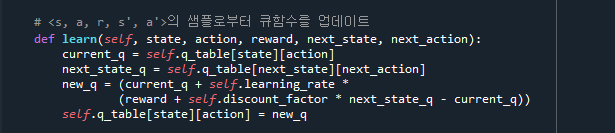 # <s, a, r, s', a'>의 샘플로부터 큐함수를 업데이트
def learn(self, state, action, reward, next_state, next_action):
    current_q = self.q_table[state][action]
    next_state_q = self.q_table[next_state][next_action]
    new_q = (current_q + self.learning_rate *
            (reward + self.discount_factor * next_state_q - current_q))
    self.q_table[state][action] = new_q